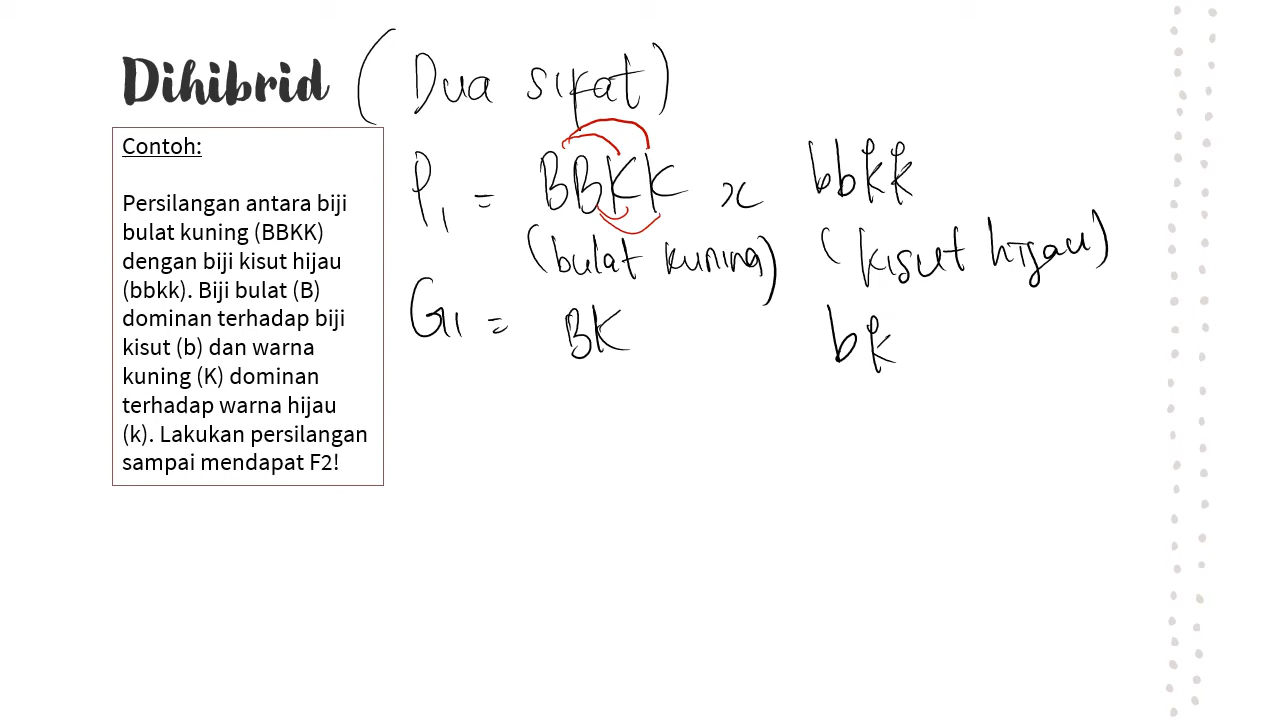 Dihibrid ( Dua sifat )
Contoh:
Persilangan antara biji
bulat kuning (BBKK)
dengan biji kisut hijau
(bbkk). Biji bulat (B)
dominan terhadap biji
kisut (b) dan warna
kuning (K) dominan
terhadap warna hijau
(k). Lakukan persilangan
sampai mendapat F2!
P1 = BBKK x bbkk
(bulat kuning) (kisut hijau)
G1 = BK bk